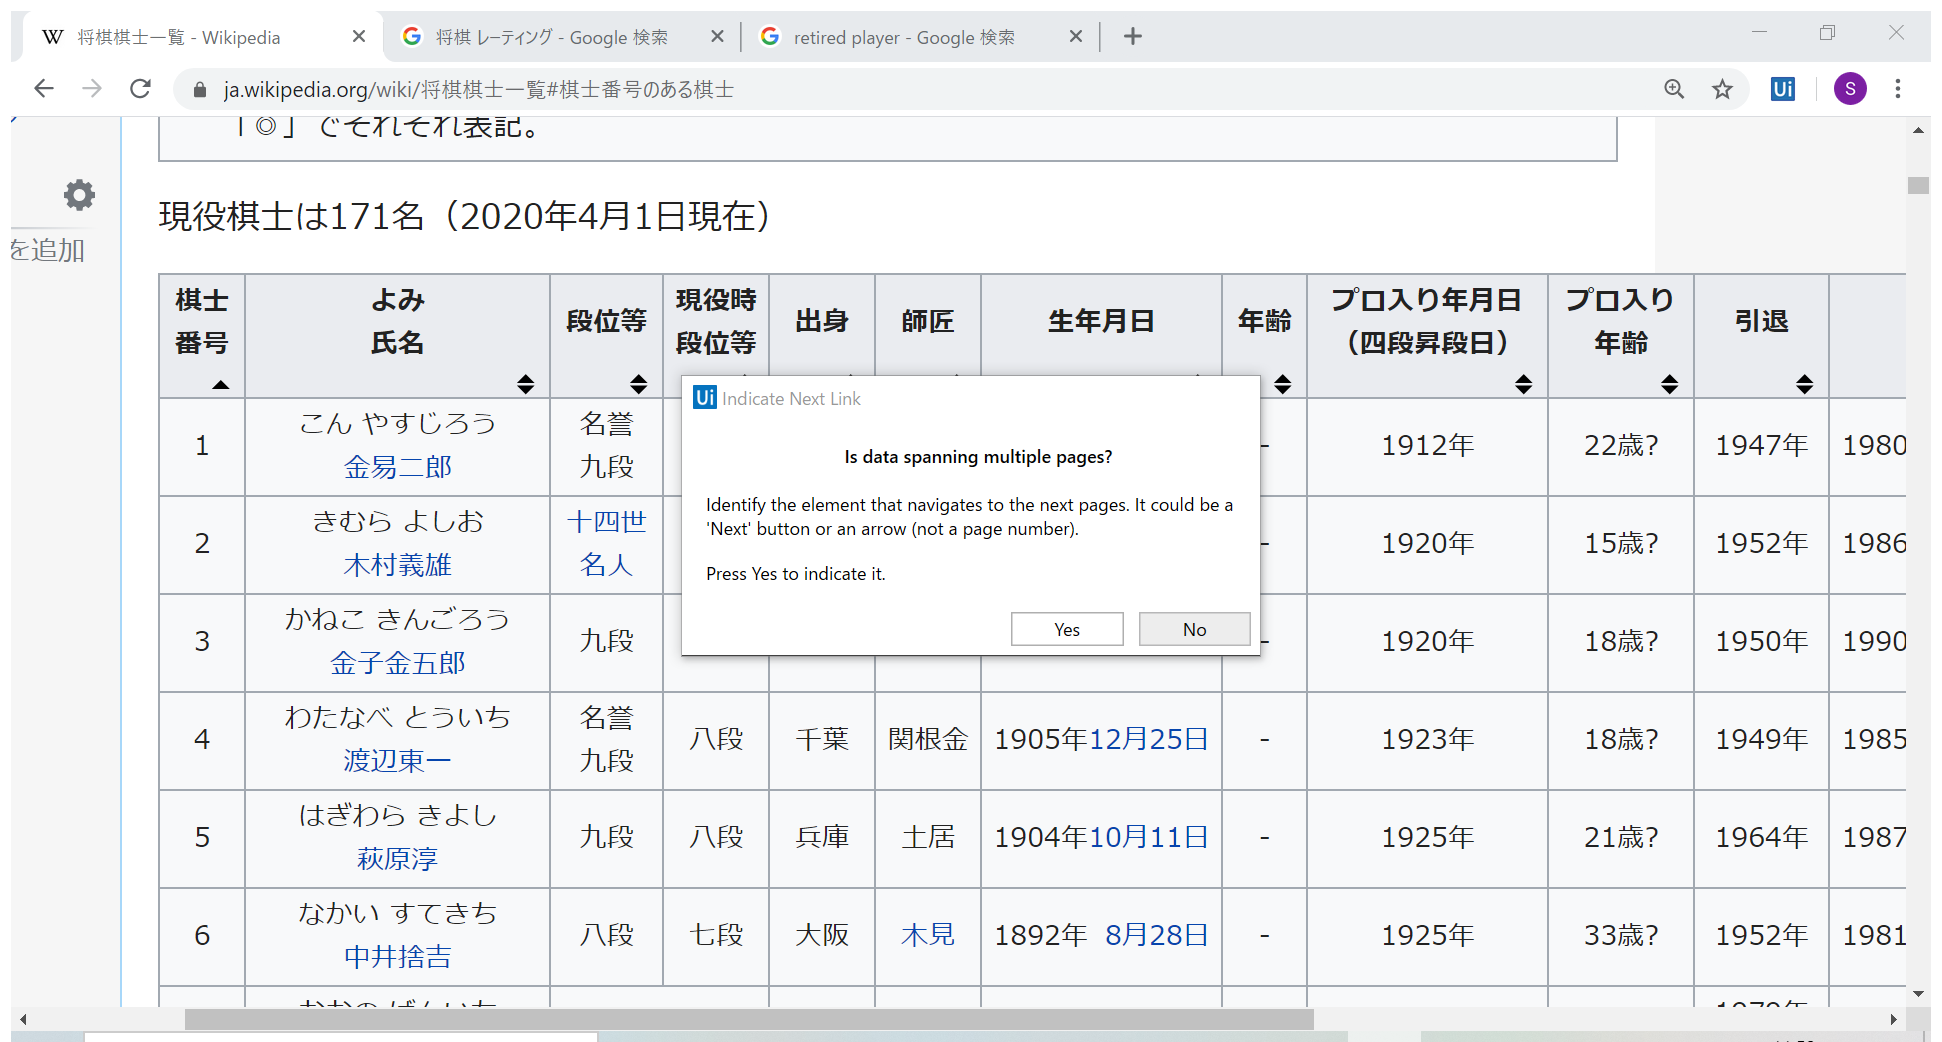 将棋棋士一覧 - Wikipedia
将棋 レーティング - Google 検索
retired player - Google 検索
ja.wikipedia.org/wiki/将棋棋士一覧#棋士番号のある棋士
Ui
S
「◎」でそれぞれ表記。
現役棋士は171名（2020年4月1日現在）
を追加
棋士番号 よみ氏名 段位等 現役時段位等 出身 師匠 生年月日 年齢 プロ入り年月日（四段昇段日） プロ入り年齢 引退
1 こん やすじろう 金易二郎 名誉九段 - 1912年 22歳? 1947年 1980
2 きむら よしお 木村義雄 十四世名人 - 1920年 15歳? 1952年 1986
3 かねこ きんごろう 金子金五郎 九段 - 1920年 18歳? 1950年 1990
4 わたなべ とういち 渡辺東一 名誉九段 八段 千葉 関根金 1905年12月25日 - 1923年 18歳? 1949年 1985
5 はぎわら きよし 萩原淳 九段 八段 兵庫 土居 1904年10月11日 - 1925年 21歳? 1964年 1987
6 なかい すてきち 中井捨吉 八段 七段 大阪 木見 1892年 8月28日 - 1925年 33歳? 1952年 1981
Ui Indicate Next Link
Is data spanning multiple pages?
Identify the element that navigates to the next pages. It could be a
'Next' button or an arrow (not a page number).
Press Yes to indicate it.
Yes No